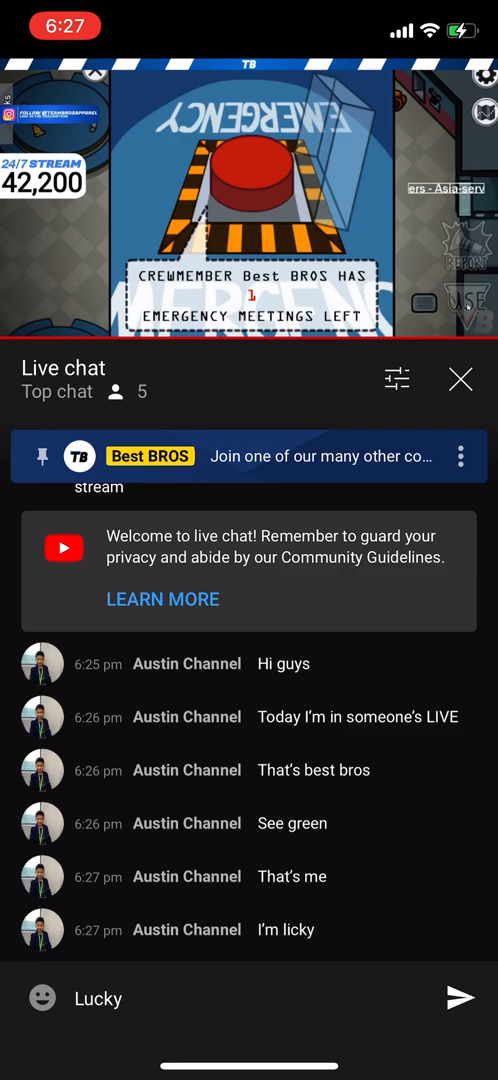 6:27
TB
FOLLOW @TEAMBROSAPPAREL
LINK IN THE DESCRIPTION
24/7 STREAM
42,200
EMERGENCY
ers - Asia-serv
REPORT
USE
CREWMEMBER Best BROS HAS
1
EMERGENCY MEETINGS LEFT
Live chat
Top chat 5
TB Best BROS Join one of our many other co...
stream
Welcome to live chat! Remember to guard your
privacy and abide by our Community Guidelines.
LEARN MORE
6:25 pm Austin Channel Hi guys
6:26 pm Austin Channel Today I'm in someone's LIVE
6:26 pm Austin Channel That's best bros
6:26 pm Austin Channel See green
6:27 pm Austin Channel That's me
6:27 pm Austin Channel I'm licky
Lucky